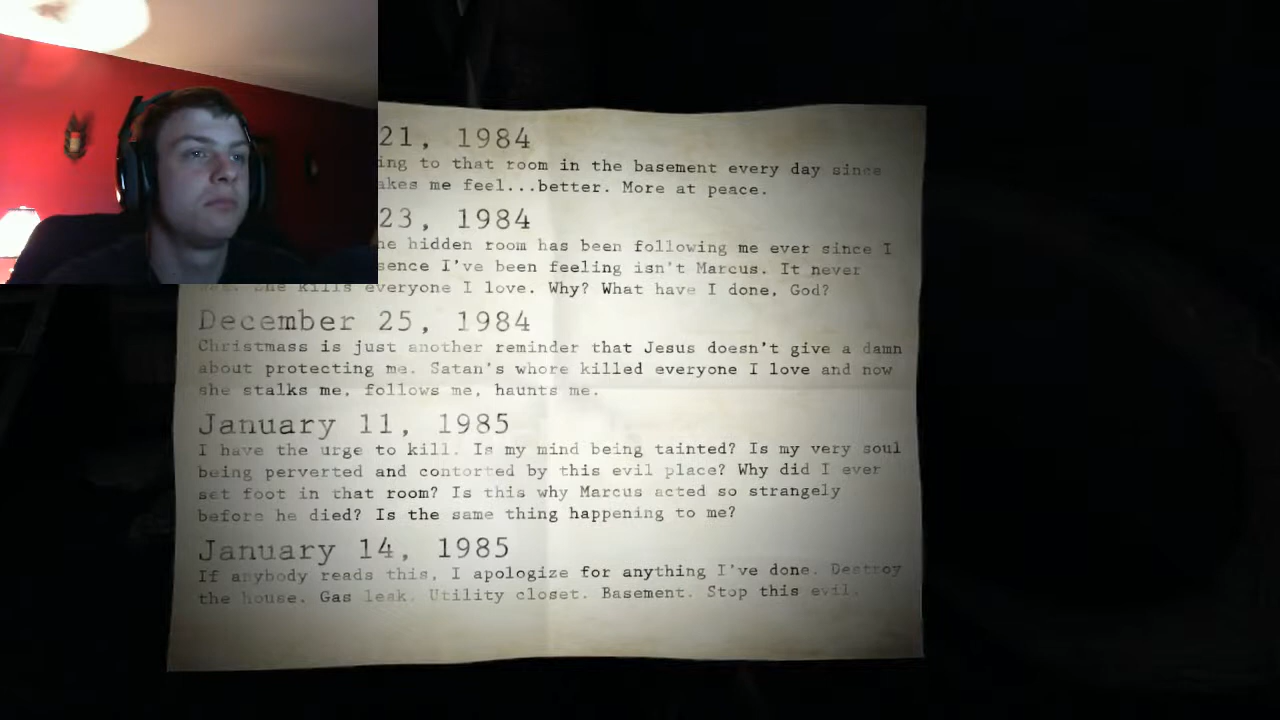 21, 1984
ing to that room in the basement every day since
akes me feel...better. More at peace.
23, 1984
he hidden room has been following me ever since I
sence I've been feeling isn't Marcus. It never
She kills everyone I love. Why? What have I done, God?
December 25, 1984
Christmass is just another reminder that Jesus doesn't give a damn
about protecting me. Satan's whore killed everyone I love and now
she stalks me, follows me, haunts me.
January 11, 1985
I have the urge to kill. Is my mind being tainted? Is my very soul
being perverted and contorted by this evil place? Why did I ever
set foot in that room? Is this why Marcus acted so strangely
before he died? Is the same thing happening to me?
January 14, 1985
If anybody reads this, I apologize for anything I've done. Destroy
the house. Gas leak. Utility closet. Basement. Stop this evil.